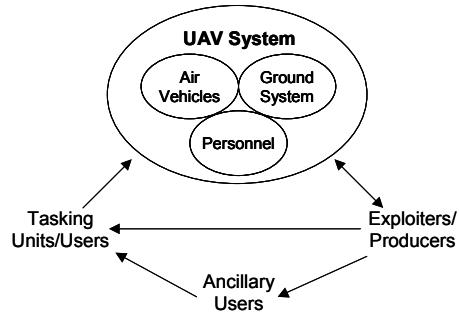 UAV System
Air
Vehicles
Ground
System
Personnel
Tasking
Units/Users
Exploiters/
Producers
Ancillary
Users